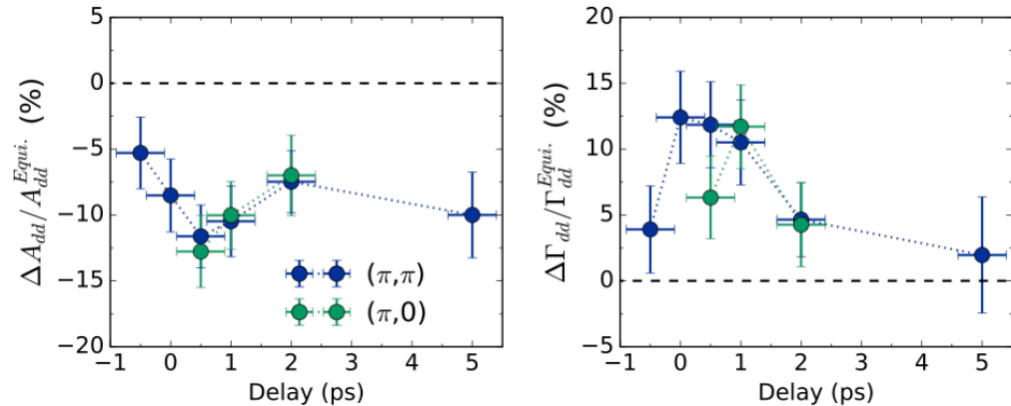 ΔA_dd/A_dd^Equi. (%)
5
0
−5
−10
−15
−20
−1 0 1 2 3 4 5
Delay (ps)
(π,π)
(π,0)
ΔΓ_dd/Γ_dd^Equi. (%)
20
15
10
5
0
−5
−1 0 1 2 3 4 5
Delay (ps)